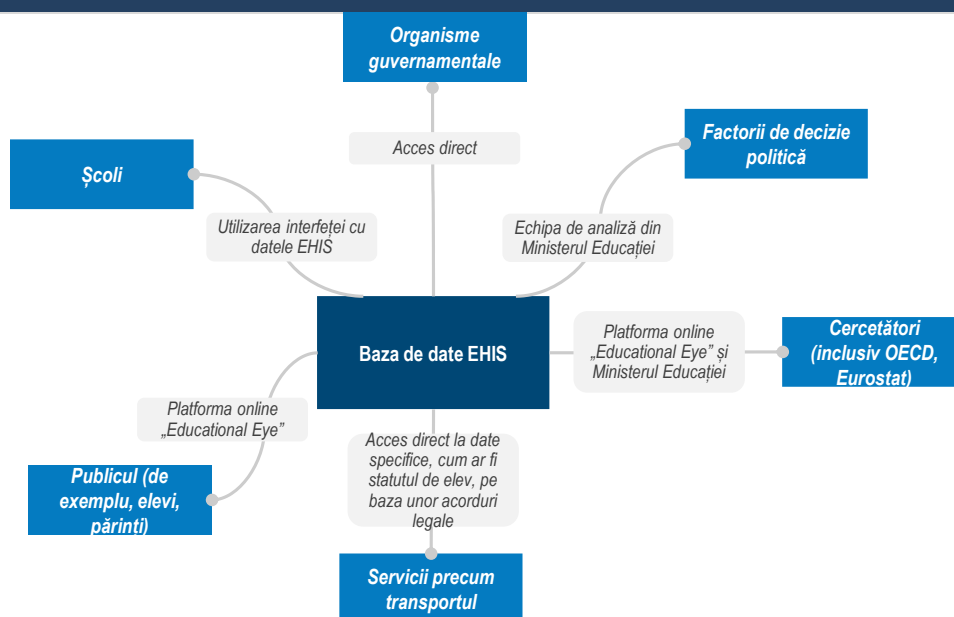 Organisme
guvernamentale
Acces direct
Factorii de decizie
politică
Școli
Utilizarea interfeței cu
datele EHIS
Echipa de analiză din
Ministerul Educației
Baza de date EHIS
Platforma online
„Educational Eye” și
Ministerul Educației
Cercetători
(inclusiv OECD,
Eurostat)
Platforma online
„Educational Eye”
Publicul (de
exemplu, elevi,
părinți)
Acces direct la date
specifice, cum ar fi
statutul de elev, pe
baza unor acorduri
legale
Servicii precum
transportul